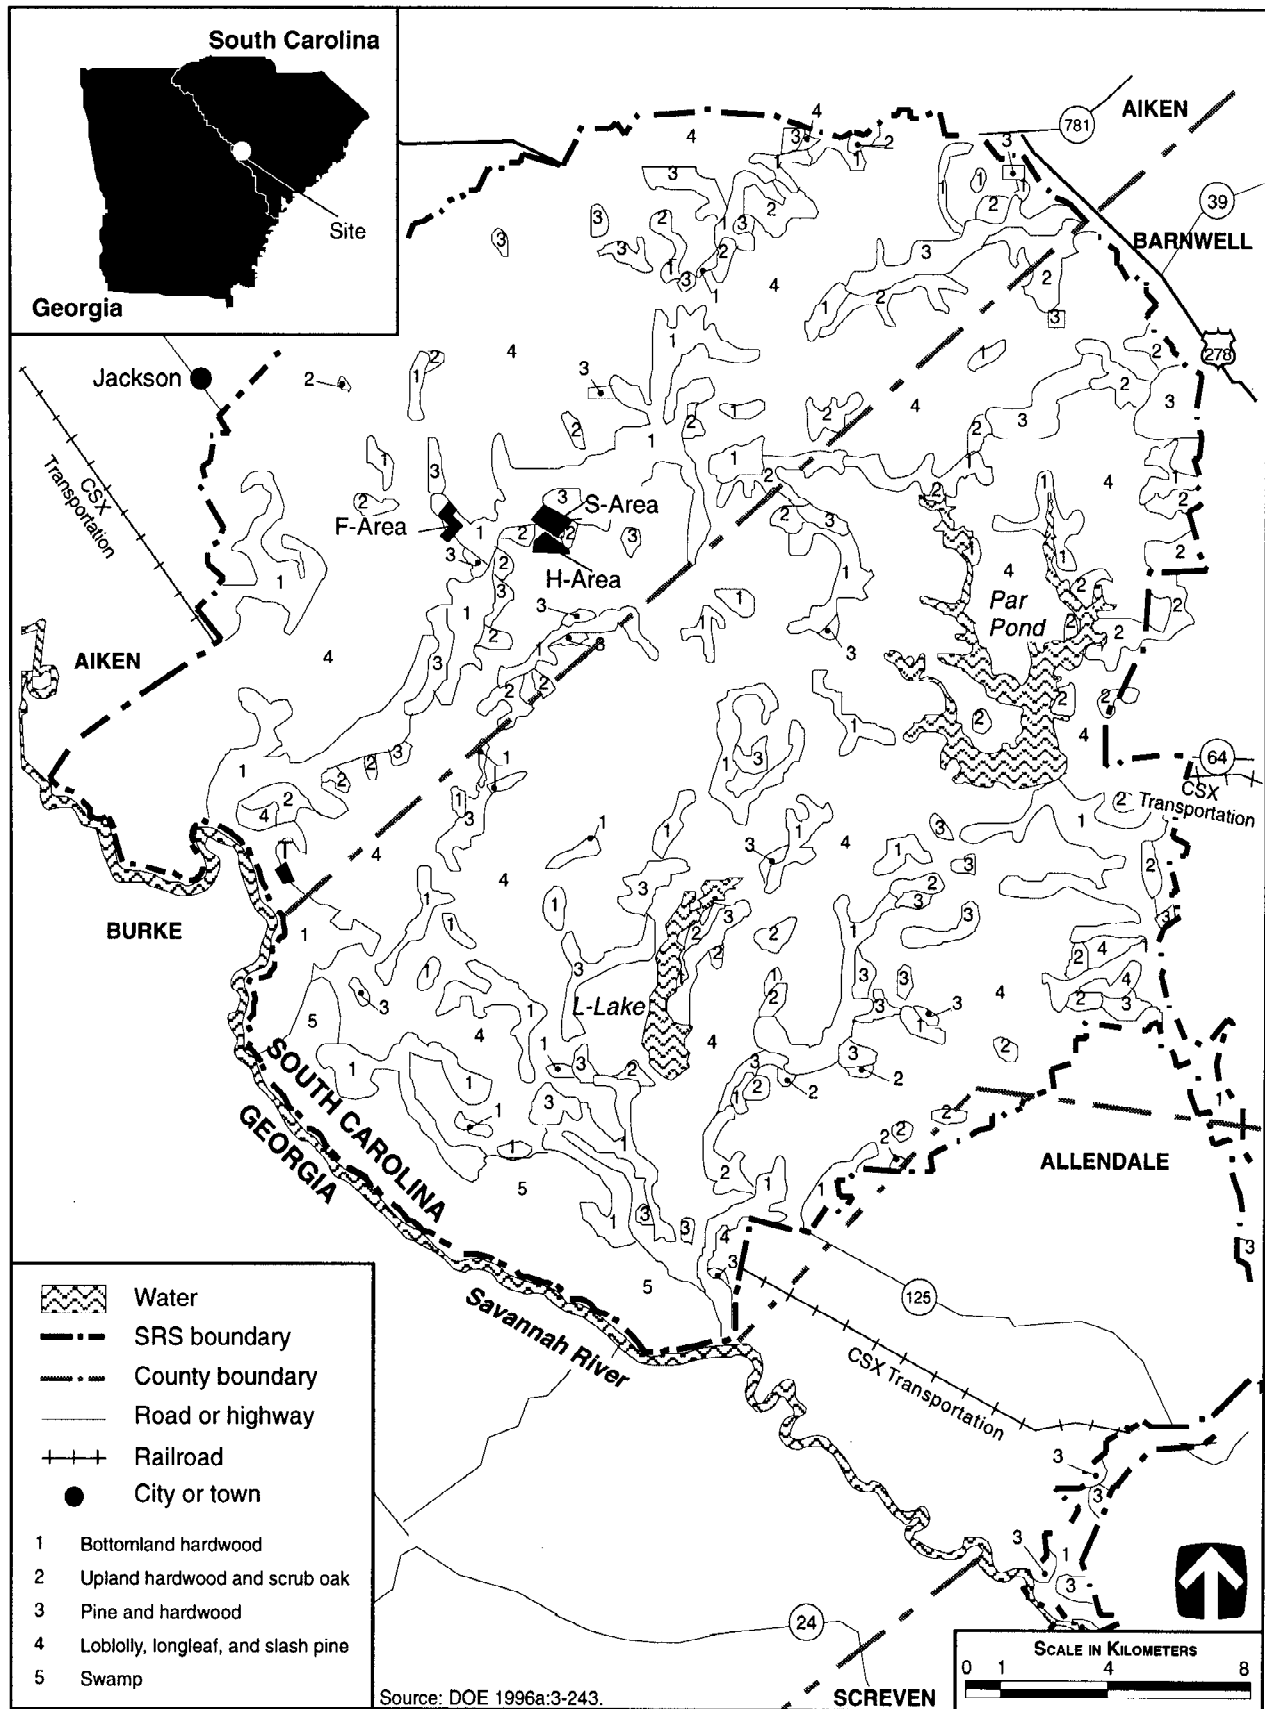 South Carolina
Site
Georgia
AIKEN
781
39
BARNWELL
278
Jackson
CSX
Transportation
F-Area
S-Area
H-Area
Par
Pond
AIKEN
64
CSX
Transportation
BURKE
L-Lake
SOUTH CAROLINA
GEORGIA
ALLENDALE
125
Savannah River
CSX Transportation
24
SCREVEN
Water
SRS boundary
County boundary
Road or highway
Railroad
City or town
1 Bottomland hardwood
2 Upland hardwood and scrub oak
3 Pine and hardwood
4 Loblolly, longleaf, and slash pine
5 Swamp
Source: DOE 1996a:3-243.
SCALE IN KILOMETERS
0 1 4 8